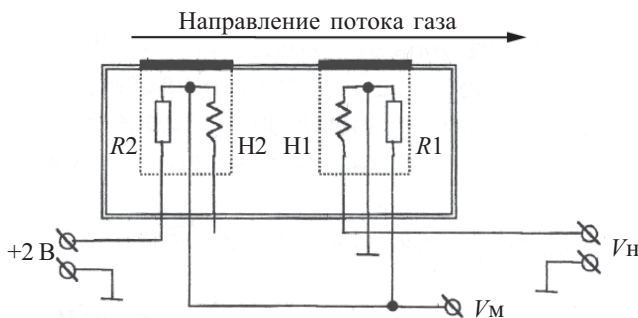 Направление потока газа
R2 H2 H1 R1
+2 В
Vн
Vм